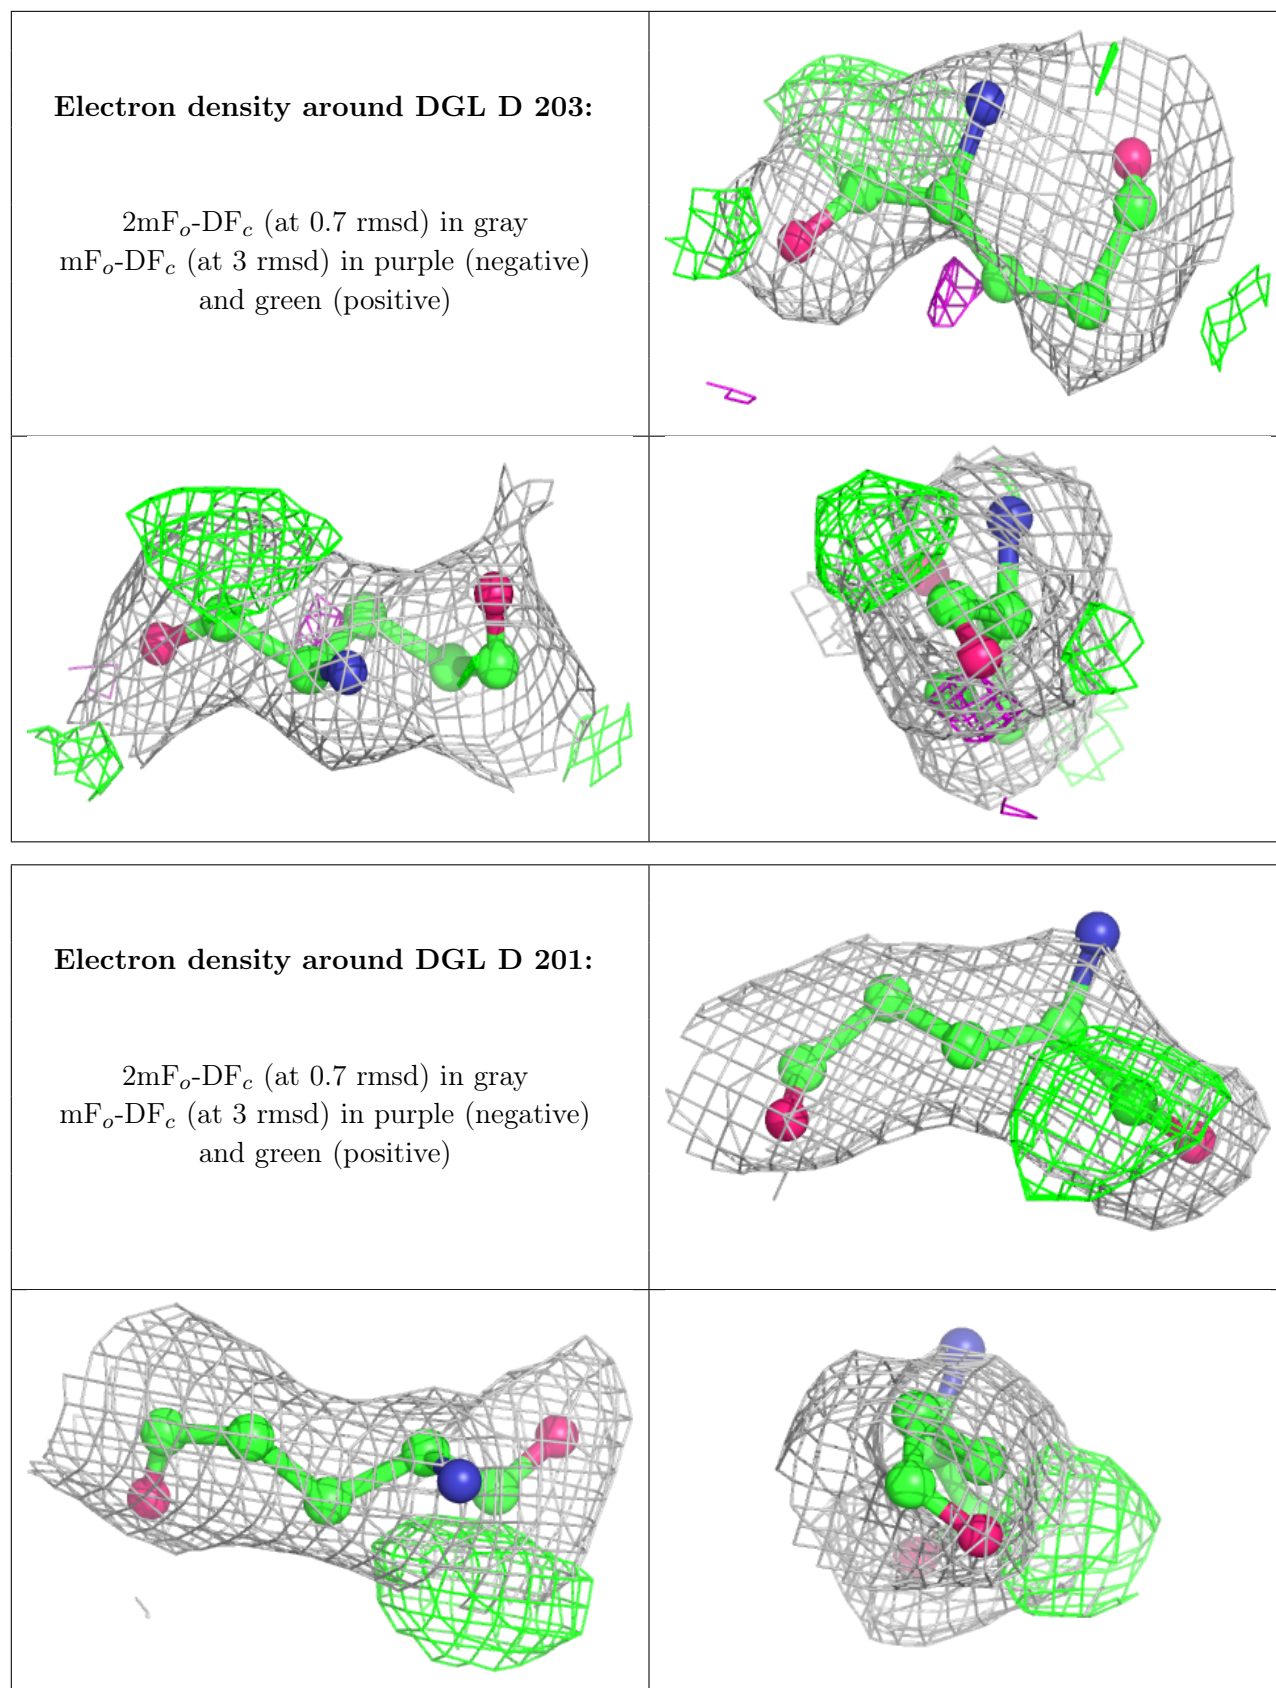 Electron density around DGL D 203:
2mFo-DFc (at 0.7 rmsd) in gray
mFo-DFc (at 3 rmsd) in purple (negative)
and green (positive)
Electron density around DGL D 201:
2mFo-DFc (at 0.7 rmsd) in gray
mFo-DFc (at 3 rmsd) in purple (negative)
and green (positive)